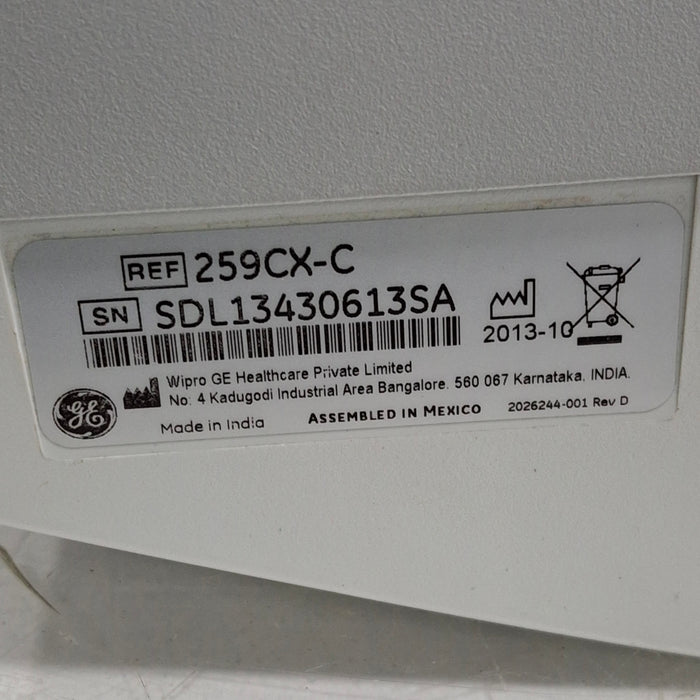 REF 259CX-C
SN SDL13430613SA
2013-10
Wipro GE Healthcare Private Limited
No: 4 Kadugodi Industrial Area Bangalore. 560 067 Karnataka. INDIA.
GE
Made in India
ASSEMBLED IN MEXICO
2026244-001 Rev D